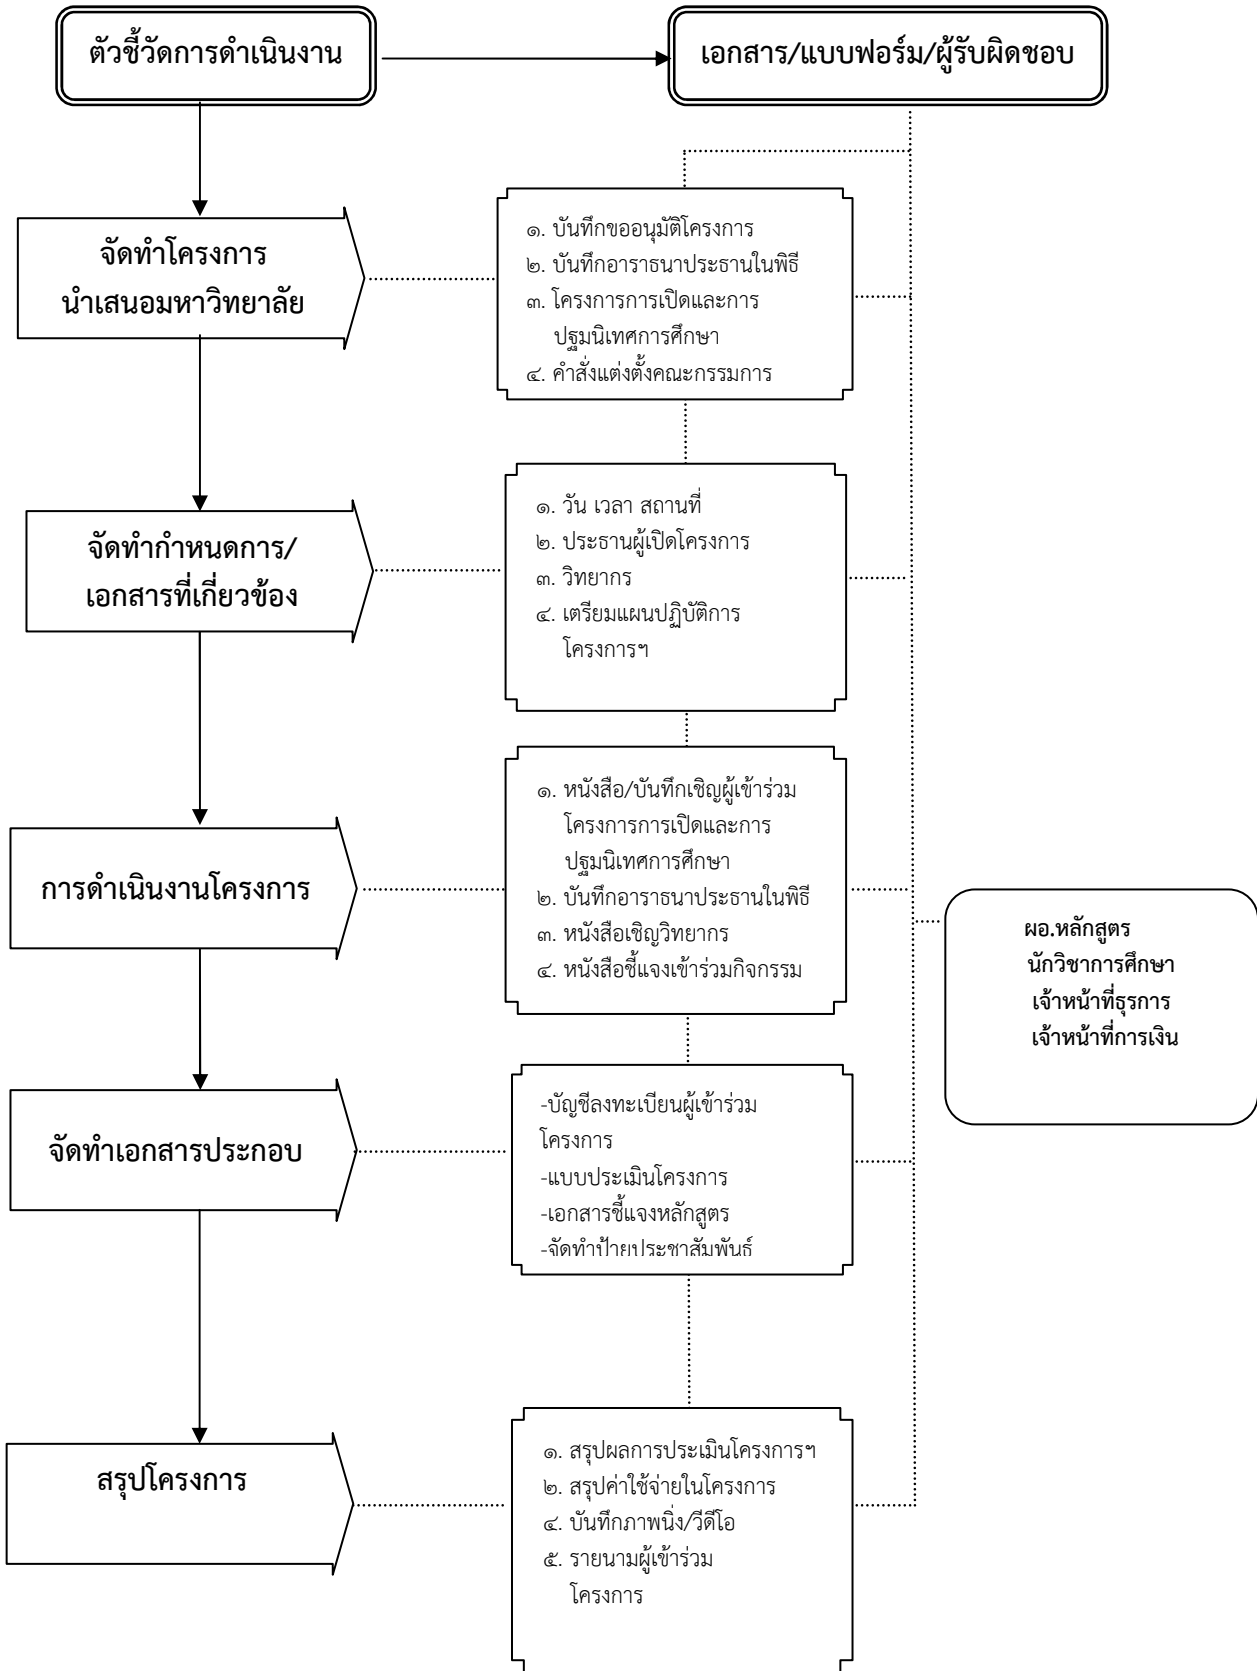 ตัวชี้วัดการดำเนินงาน
เอกสาร/แบบฟอร์ม/ผู้รับผิดชอบ
จัดทำโครงการ
นำเสนอมหาวิทยาลัย
๑. บันทึกขออนุมัติโครงการ
๒. บันทึกอาราธนาประธานในพิธี
๓. โครงการการเปิดและการ
ปฐมนิเทศการศึกษา
๔. คำสั่งแต่งตั้งคณะกรรมการ
จัดทำกำหนดการ/
เอกสารที่เกี่ยวข้อง
๑. วัน เวลา สถานที่
๒. ประธานผู้เปิดโครงการ
๓. วิทยากร
๔. เตรียมแผนปฏิบัติการ
โครงการฯ
การดำเนินงานโครงการ
๑. หนังสือ/บันทึกเชิญผู้เข้าร่วม
โครงการการเปิดและการ
ปฐมนิเทศการศึกษา
๒. บันทึกอาราธนาประธานในพิธี
๓. หนังสือเชิญวิทยากร
๔. หนังสือชี้แจงเข้าร่วมกิจกรรม
ผอ.หลักสูตร
นักวิชาการศึกษา
เจ้าหน้าที่ธุรการ
เจ้าหน้าที่การเงิน
จัดทำเอกสารประกอบ
-บัญชีลงทะเบียนผู้เข้าร่วม
โครงการ
-แบบประเมินโครงการ
-เอกสารชี้แจงหลักสูตร
-จัดทำป้ายประชาสัมพันธ์
สรุปโครงการ
๑. สรุปผลการประเมินโครงการฯ
๒. สรุปค่าใช้จ่ายในโครงการ
๔. บันทึกภาพนิ่ง/วีดีโอ
๕. รายนามผู้เข้าร่วม
โครงการ